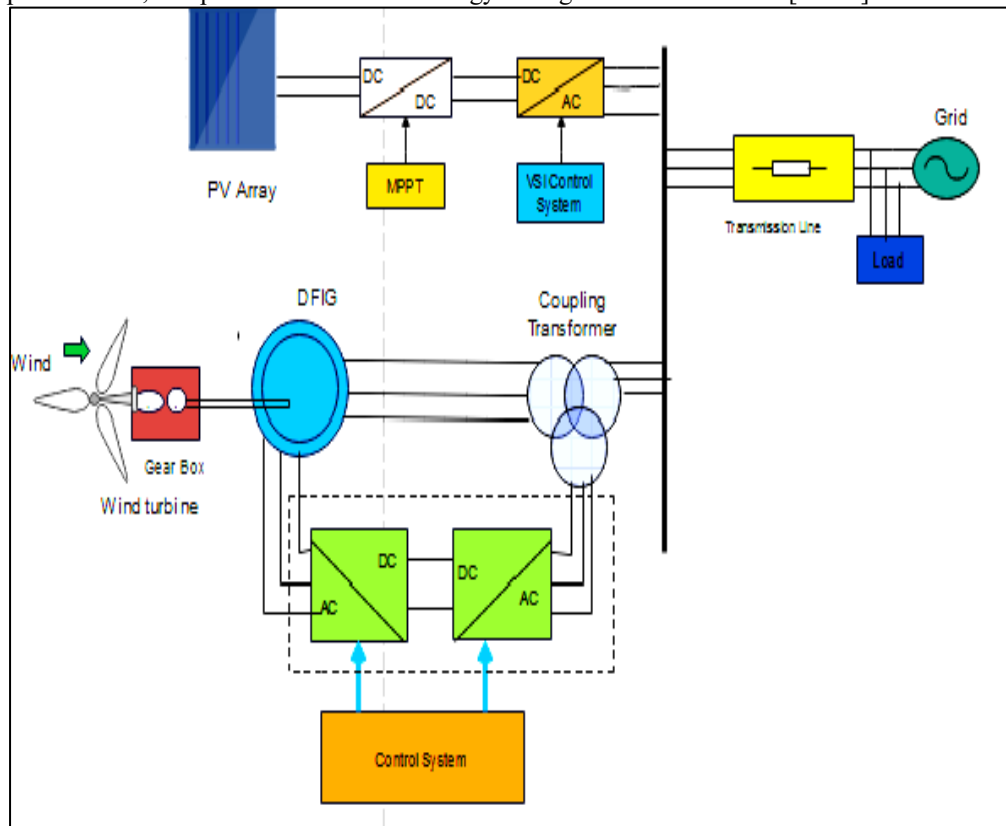 DC
DC
DC
AC
Grid
PV Array
MPPT
VSI Control
System
Transmission Line
Load
DFIG
Coupling
Transformer
Wind
Gear Box
Wind turbine
DC
AC
DC
AC
Control System